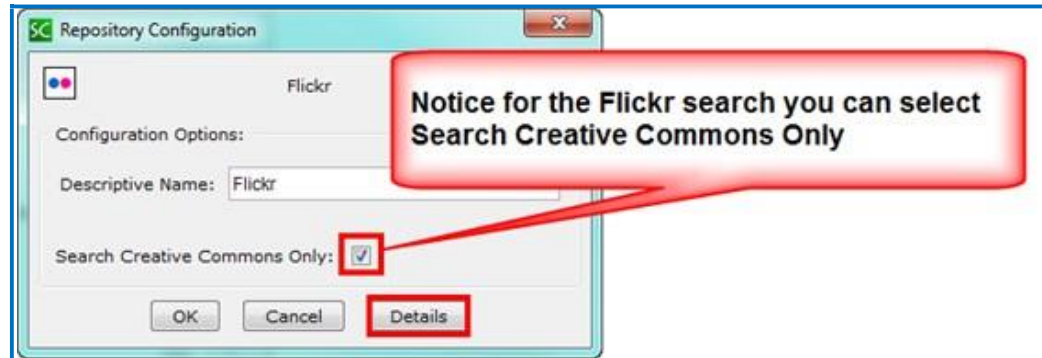 SC Repository Configuration
Flickr
Notice for the Flickr search you can select
Search Creative Commons Only
Configuration Options:
Descriptive Name: Flickr
Search Creative Commons Only:
OK Cancel Details